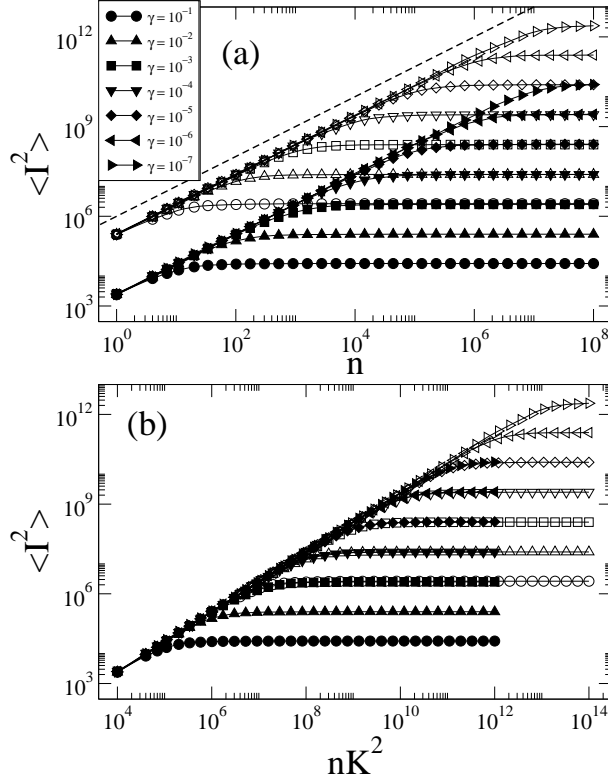 γ = 10⁻¹
γ = 10⁻²
γ = 10⁻³
γ = 10⁻⁴
γ = 10⁻⁵
γ = 10⁻⁶
γ = 10⁻⁷
(a)
10¹²
10⁹
10⁶
10³
<I²>
10⁰ 10² 10⁴ 10⁶ 10⁸
n
(b)
10¹²
10⁹
10⁶
10³
<I²>
10⁴ 10⁶ 10⁸ 10¹⁰ 10¹² 10¹⁴
nK²